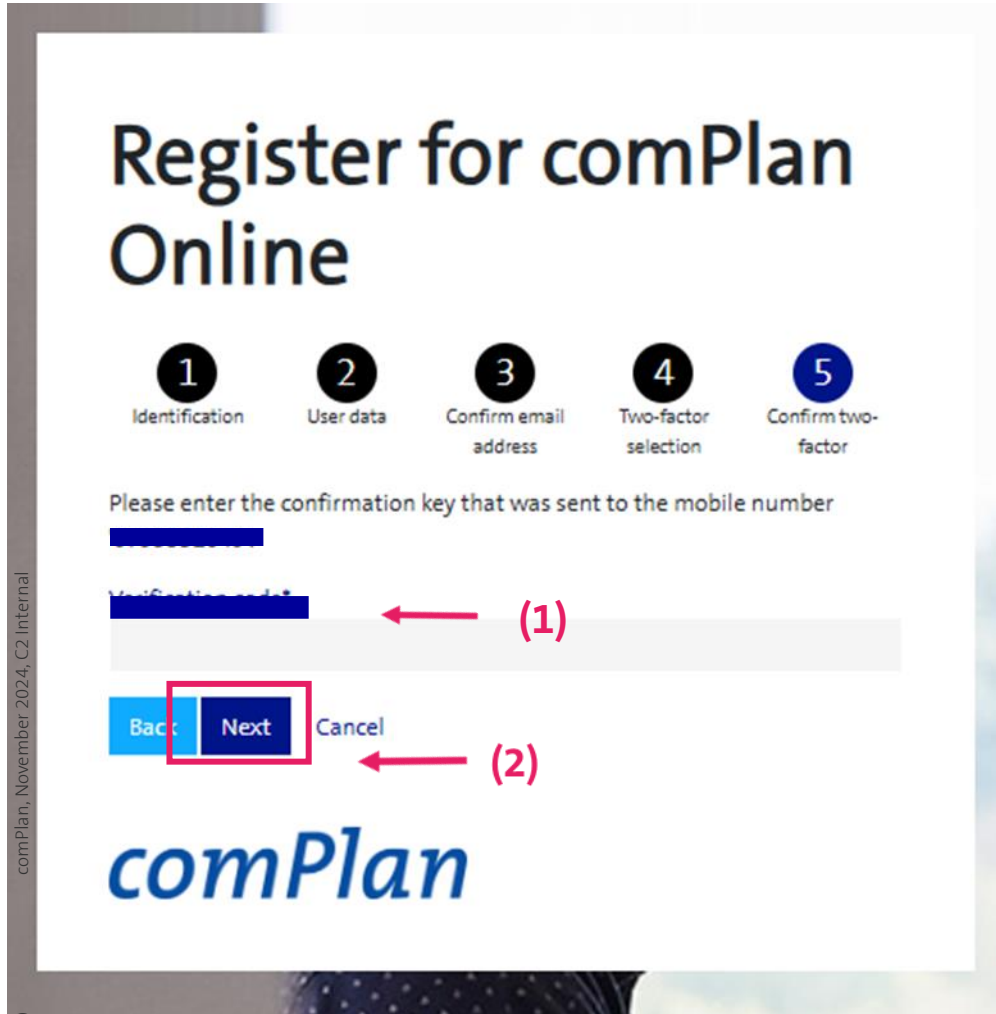 Register for comPlan
Online
1
2
3
4
5
Identification
User data
Confirm email
address
Two-factor
selection
Confirm two-
factor
Please enter the confirmation key that was sent to the mobile number
(1)
Back
Next
Cancel
(2)
comPlan
comPlan, November 2024, C2 Internal